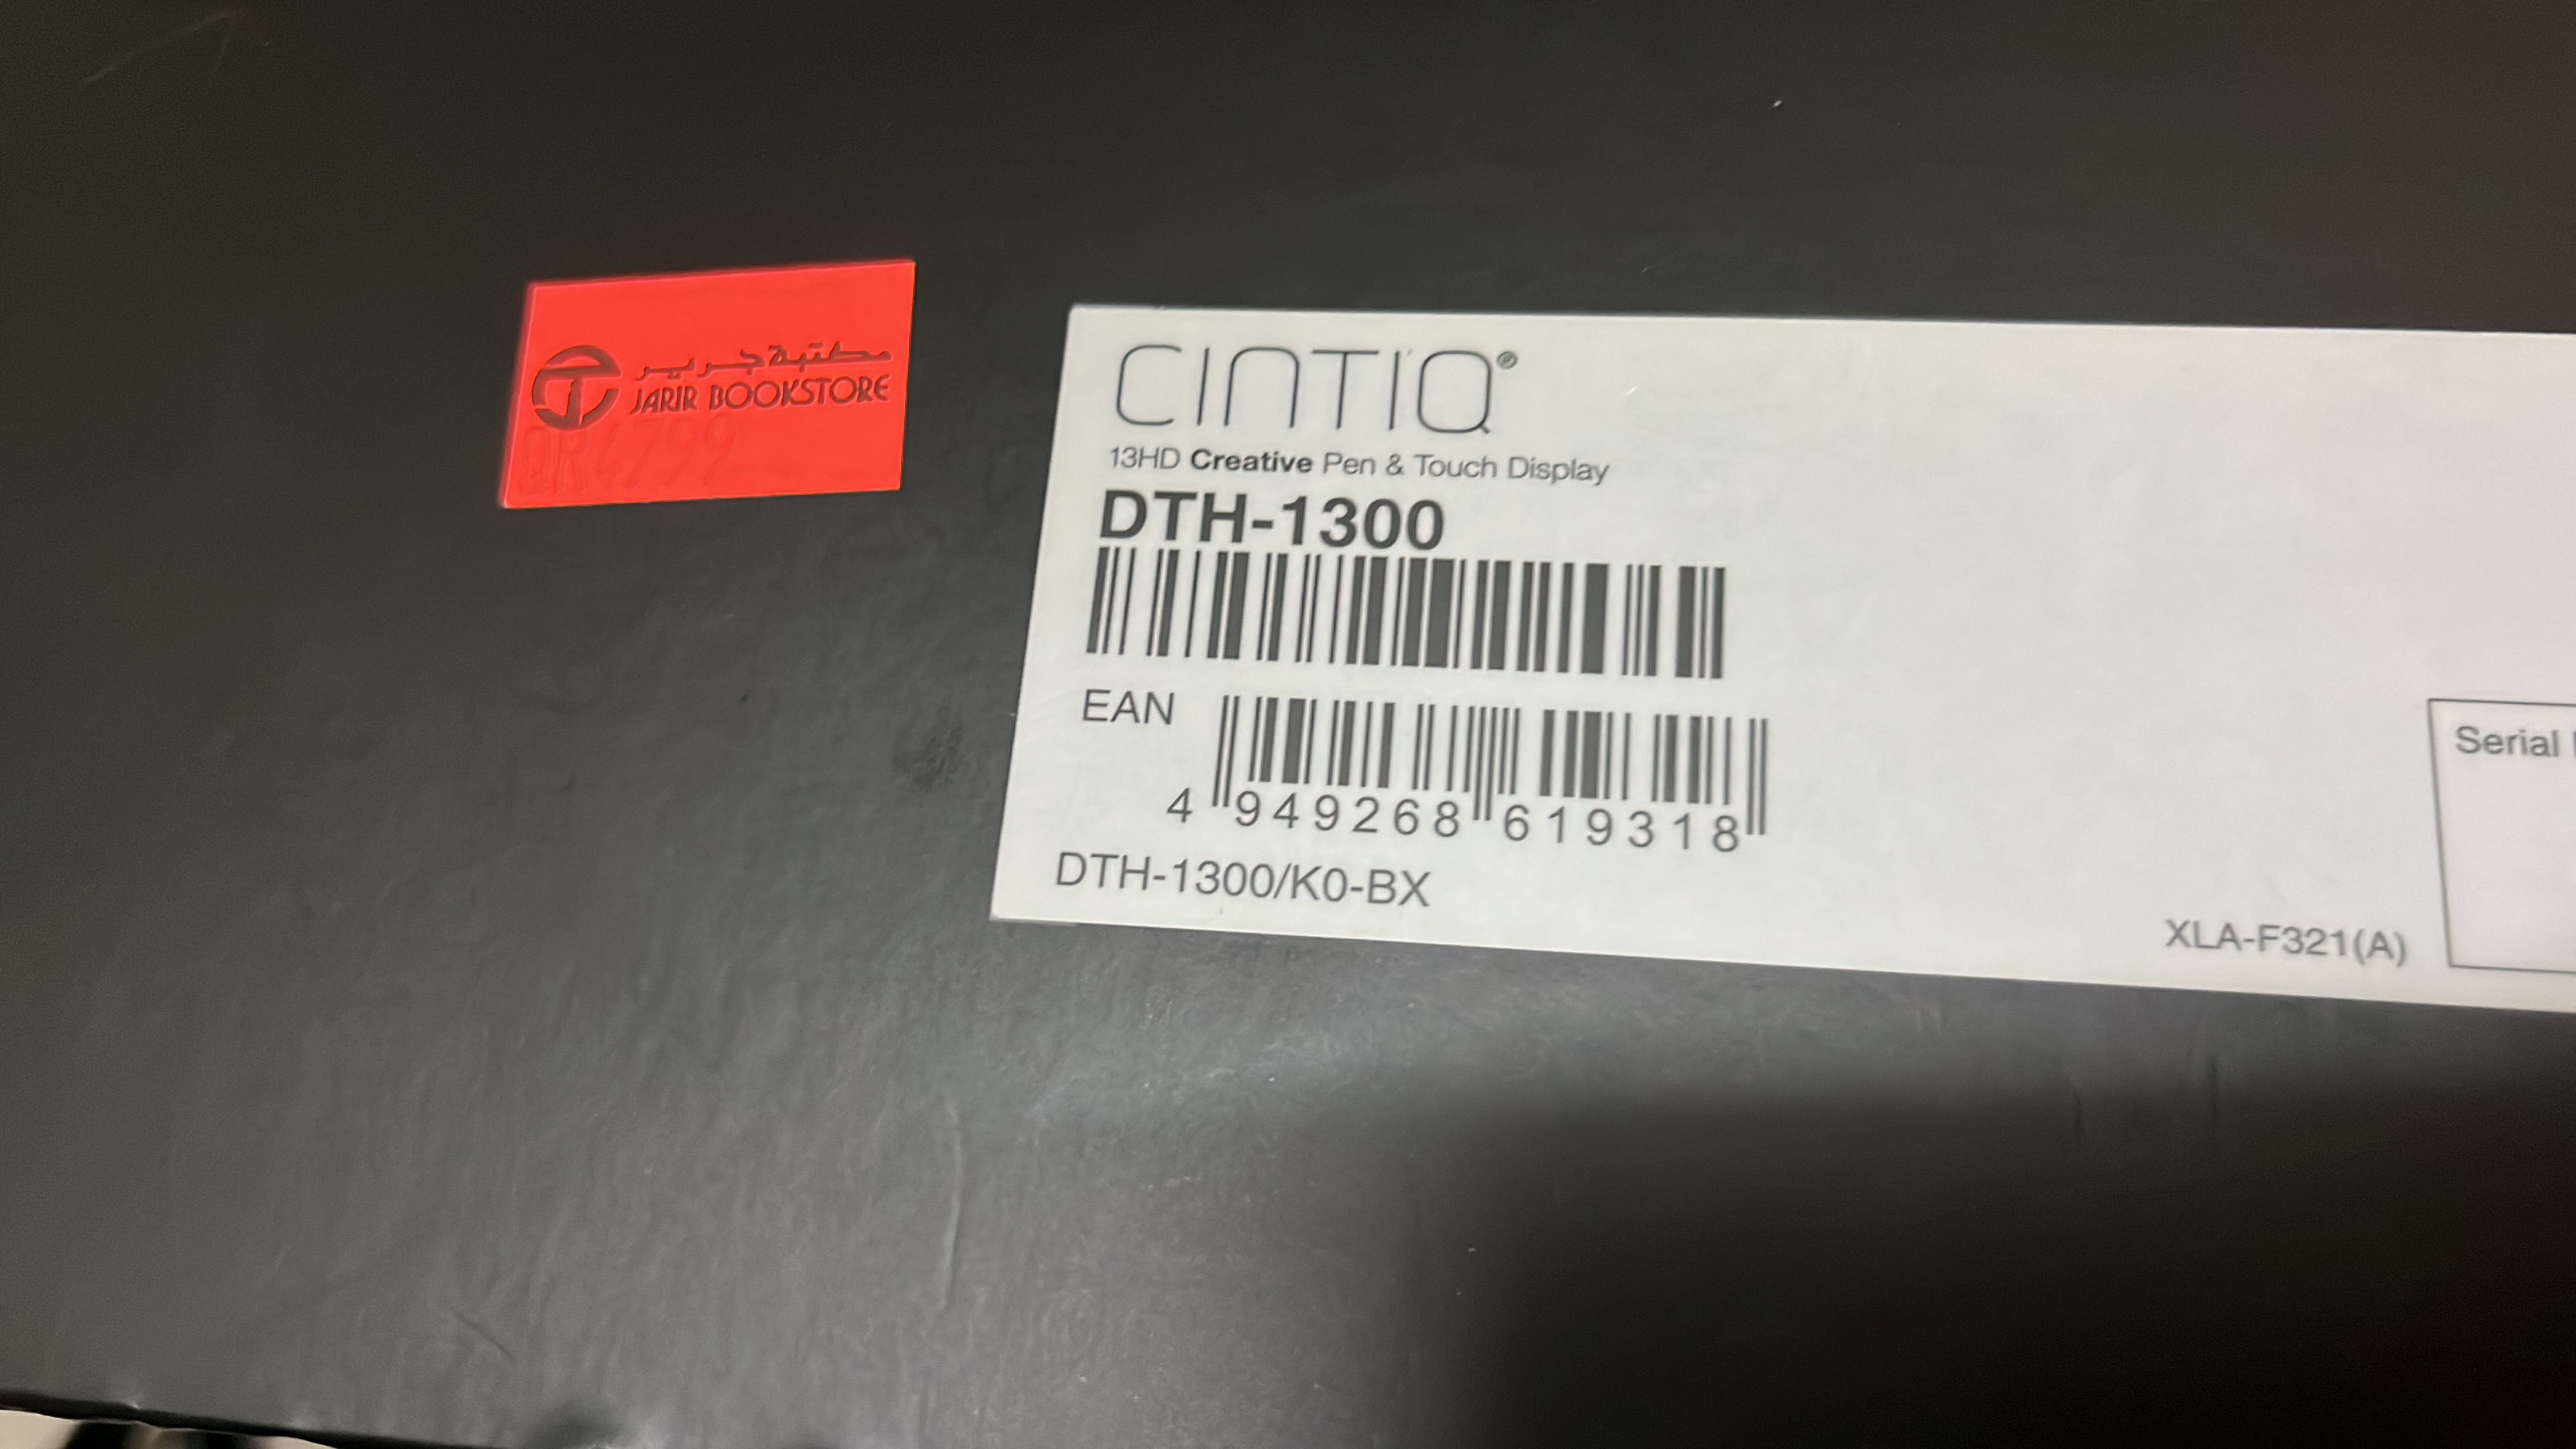 مكتبة جرير
JARIR BOOKSTORE
CINTIQ®
13HD Creative Pen & Touch Display
DTH-1300
EAN
4 949268 619318
DTH-1300/K0-BX
XLA-F321(A)
Serial